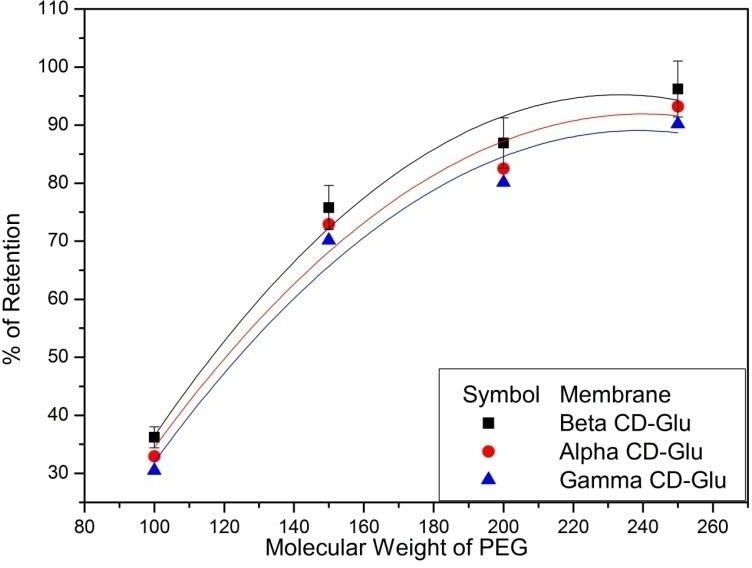 110
100
90
80
70
60
50
40
30
% of Retention
Symbol Membrane
Beta CD-Glu
Alpha CD-Glu
Gamma CD-Glu
80 100 120 140 160 180 200 220 240 260
Molecular Weight of PEG